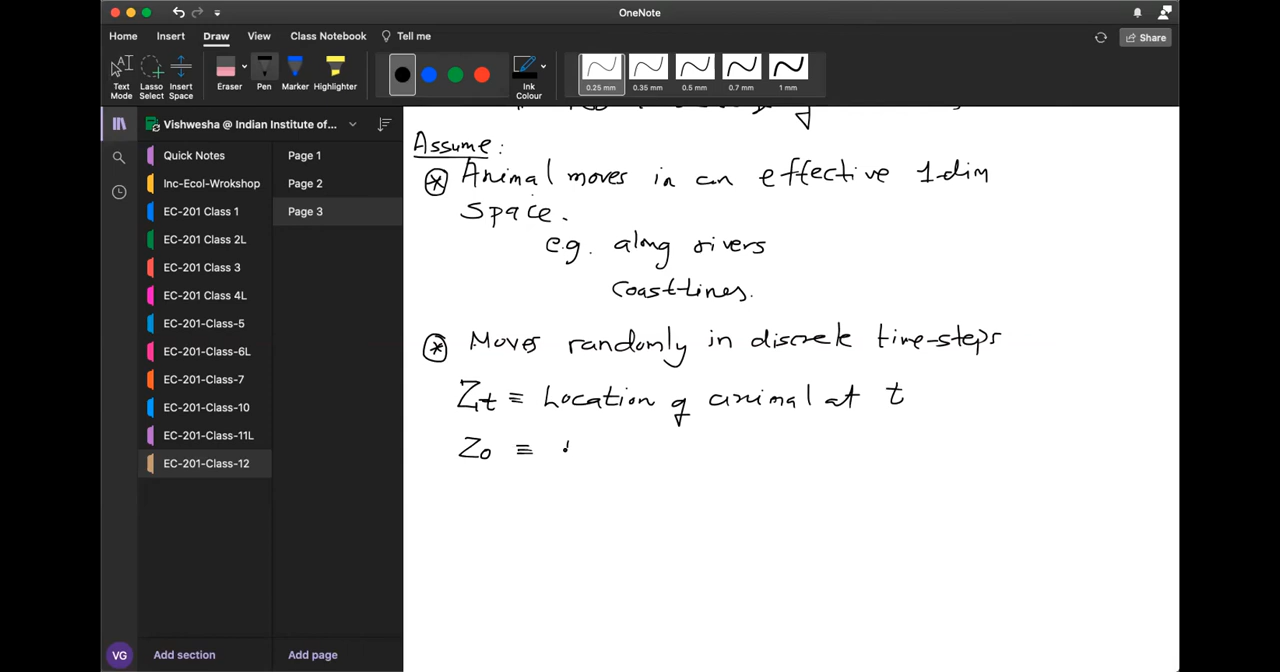 OneNote
Home Insert Draw View Class Notebook Tell me
Share
Text Mode
Lasso Select
Insert Space
Eraser
Pen
Marker
Highlighter
Ink Colour
0.25 mm 0.35 mm 0.5 mm 0.7 mm 1 mm
Vishwesha @ Indian Institute of...
Quick Notes
Inc-Ecol-Wrokshop
EC-201 Class 1
EC-201 Class 2L
EC-201 Class 3
EC-201 Class 4L
EC-201-Class-5
EC-201-Class-6L
EC-201-Class-7
EC-201-Class-10
EC-201-Class-11L
EC-201-Class-12
Page 1
Page 2
Page 3
Assume:
* Animal moves in an effective 1-dim
space.
e.g. along rivers
coastlines.
* Moves randomly in discrete time-steps
Zt ≡ Location of animal at t
Z0 ≡
VG
Add section
Add page